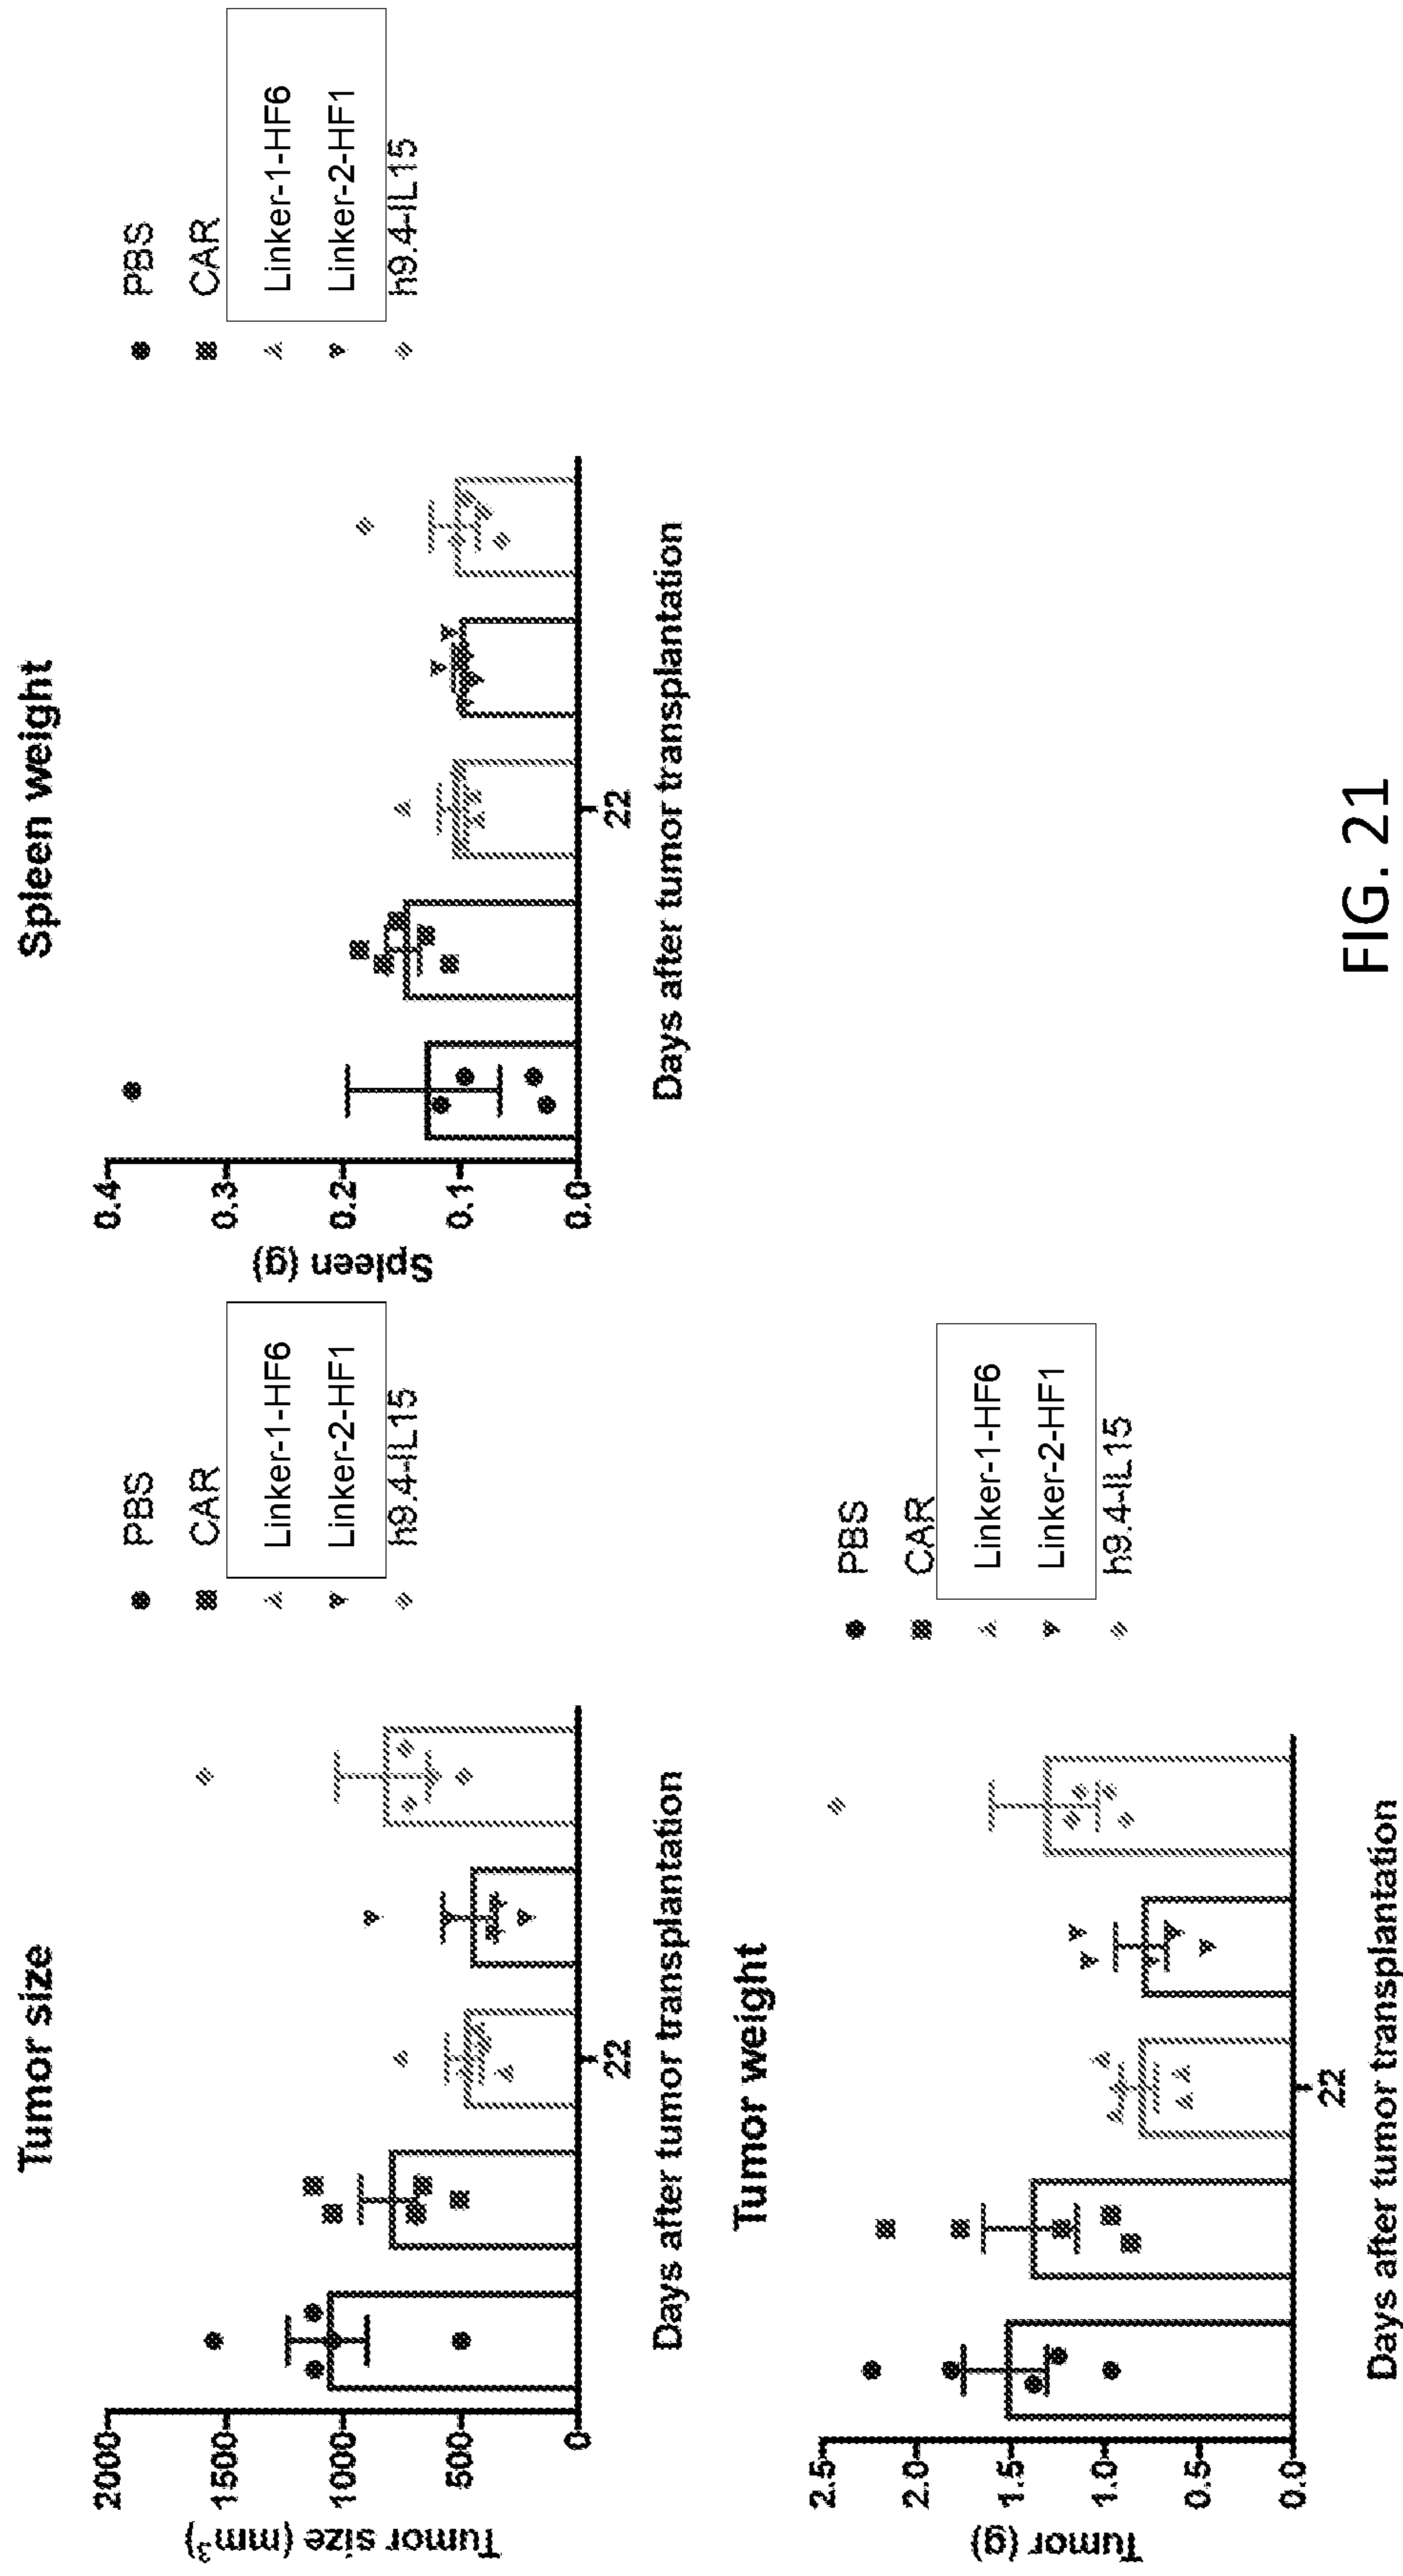 Tumor size
Tumor size (mm³)
2000
1500
1000
500
0
22
Days after tumor transplantation
PBS
CAR
Linker-1-HF6
Linker-2-HF1
h9.4-IL15
Spleen weight
Spleen (g)
0.4
0.3
0.2
0.1
0.0
22
Days after tumor transplantation
PBS
CAR
Linker-1-HF6
Linker-2-HF1
h9.4-IL15
Tumor weight
Tumor (g)
2.5
2.0
1.5
1.0
0.5
0.0
22
Days after tumor transplantation
PBS
CAR
Linker-1-HF6
Linker-2-HF1
h9.4-IL15
FIG. 21